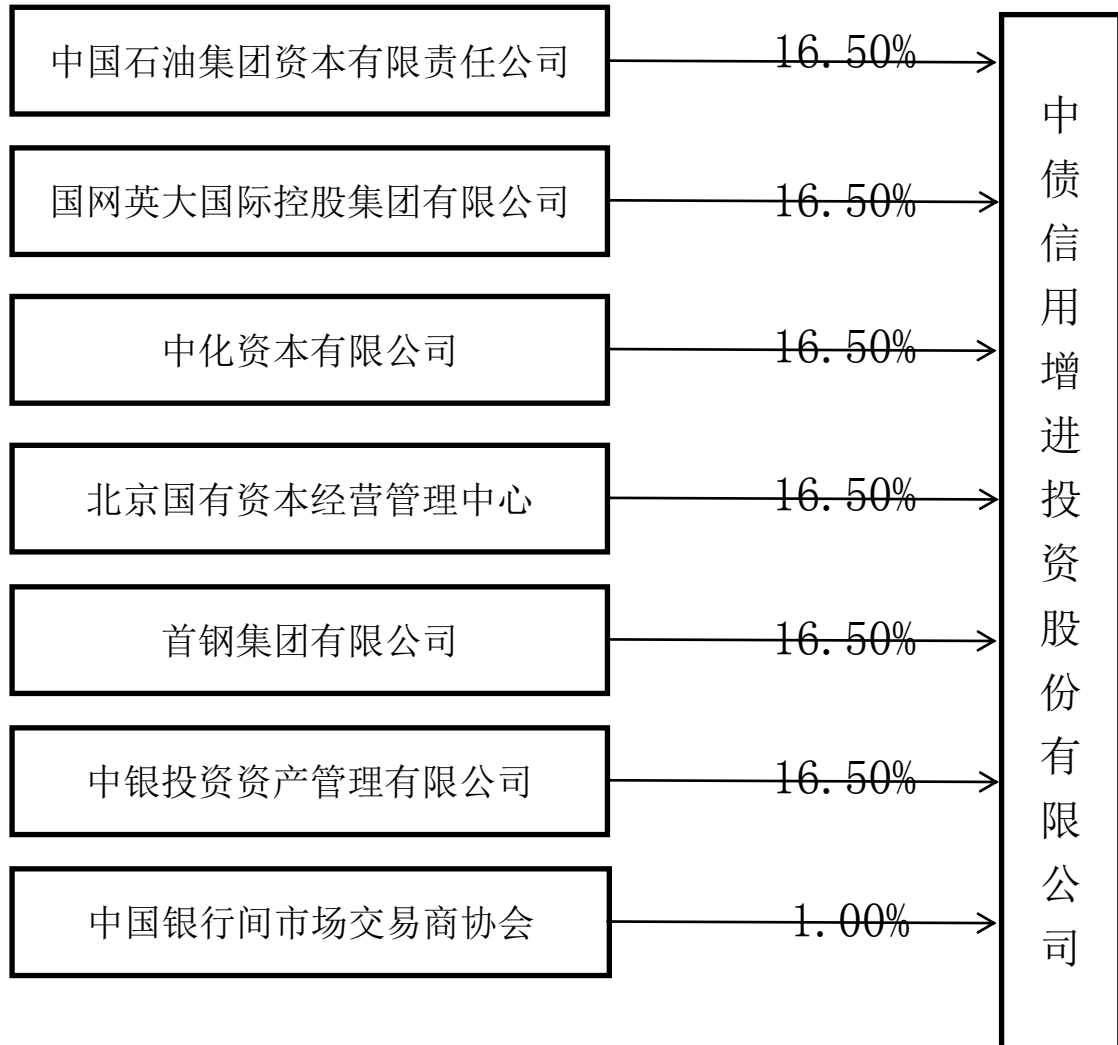 中国石油集团资本有限责任公司
16.50%
国网英大国际控股集团有限公司
16.50%
中化资本有限公司
16.50%
北京国有资本经营管理中心
16.50%
首钢集团有限公司
16.50%
中银投资资产管理有限公司
16.50%
中国银行间市场交易商协会
1.00%
中债信用增进投资股份有限公司